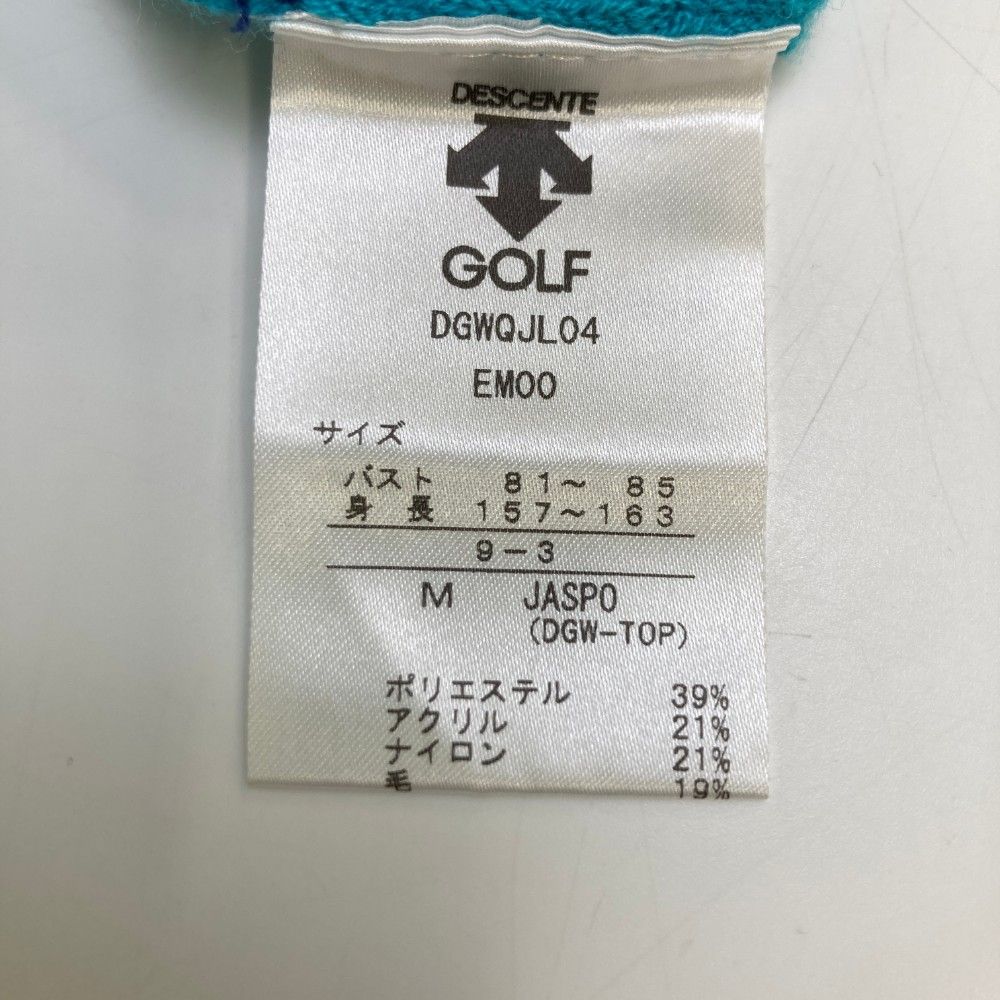 DESCENTE
GOLF
DGWQJL04
EM00
サイズ
バスト 81〜 85
身 長 157〜163
9-3
M JASPO
(DGW-TOP)
ポリエステル 39%
アクリル 21%
ナイロン 21%
毛 19%